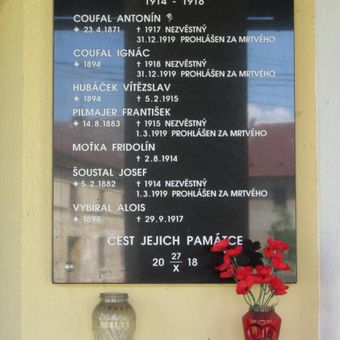 1914 - 1918
COUFAL ANTONÍN
* 23.4.1871 † 1917 NEZVĚSTNÝ
31.12.1919 PROHLÁŠEN ZA MRTVÉHO
COUFAL IGNÁC
* 1894 † 1918 NEZVĚSTNÝ
31.12.1919 PROHLÁŠEN ZA MRTVÉHO
HUBÁČEK VÍTĚZSLAV
* 1894 † 5.2.1915
PILMAJER FRANTIŠEK
* 14.8.1883 † 1915 NEZVĚSTNÝ
1.3.1919 PROHLÁŠEN ZA MRTVÉHO
MOŤKA FRIDOLÍN
† 2.8.1914
ŠOUSTAL JOSEF
* 5.2.1882 † 1914 NEZVĚSTNÝ
1.3.1919 PROHLÁŠEN ZA MRTVÉHO
VYBÍRAL ALOIS
* 1898 † 29.9.1917
ČEST JEJICH PAMÁTCE
20 27/X 18